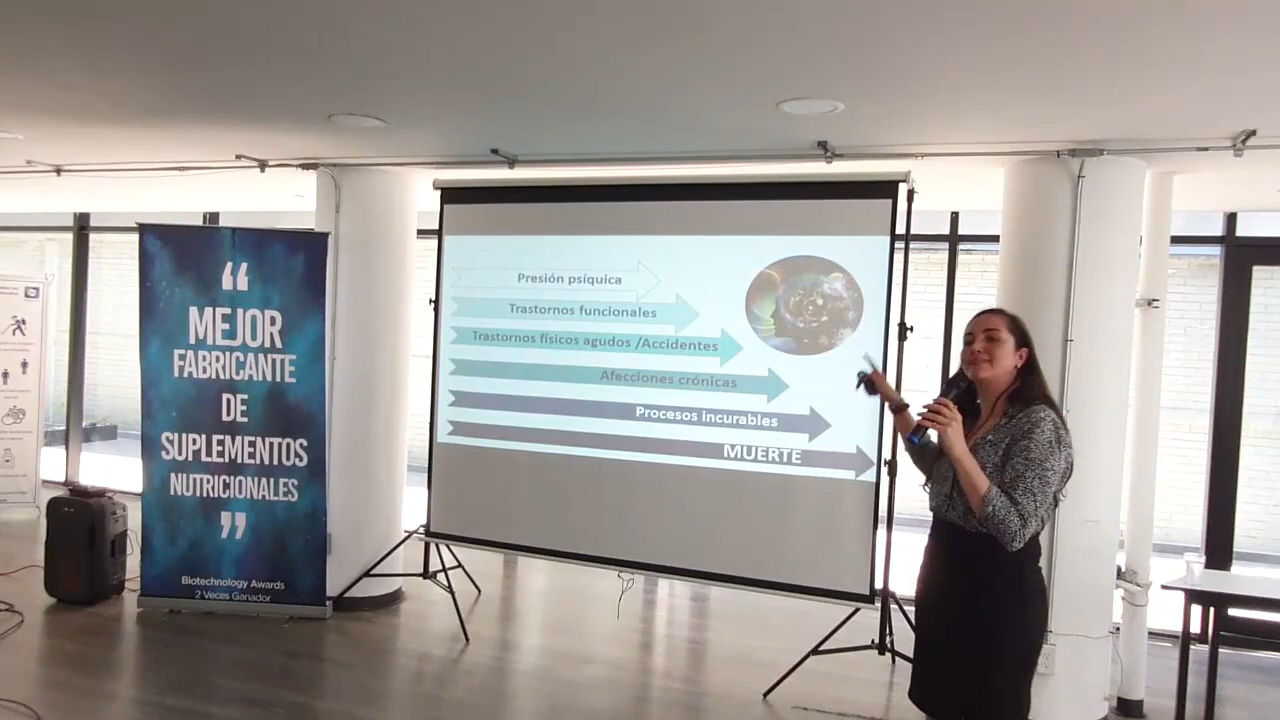 “
MEJOR
FABRICANTE
DE
SUPLEMENTOS
NUTRICIONALES
”
Biotechnology Awards
2 Veces Ganador
Presión psíquica
Trastornos funcionales
Trastornos físicos agudos /Accidentes
Afecciones crónicas
Procesos incurables
MUERTE